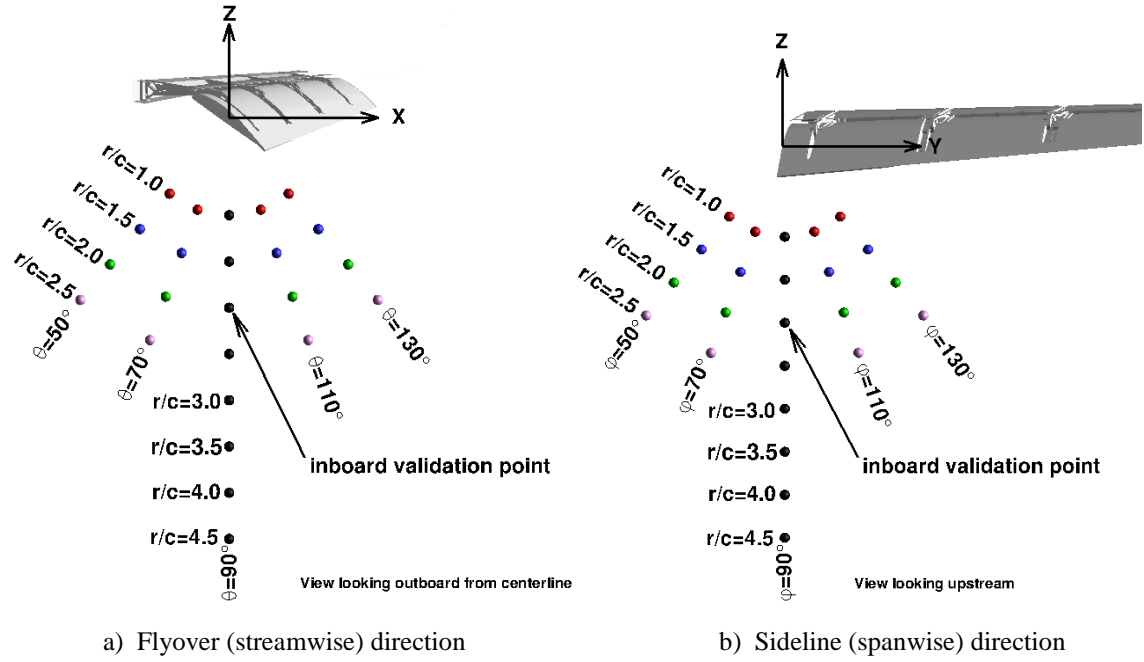 Z
X
r/c=1.0
r/c=1.5
r/c=2.0
r/c=2.5
θ=50°
θ=70°
θ=110°
θ=130°
r/c=3.0
r/c=3.5
inboard validation point
r/c=4.0
r/c=4.5
θ=90°
View looking outboard from centerline
a) Flyover (streamwise) direction
Z
Y
r/c=1.0
r/c=1.5
r/c=2.0
r/c=2.5
φ=50°
φ=70°
φ=110°
φ=130°
r/c=3.0
r/c=3.5
inboard validation point
r/c=4.0
r/c=4.5
φ=90°
View looking upstream
b) Sideline (spanwise) direction